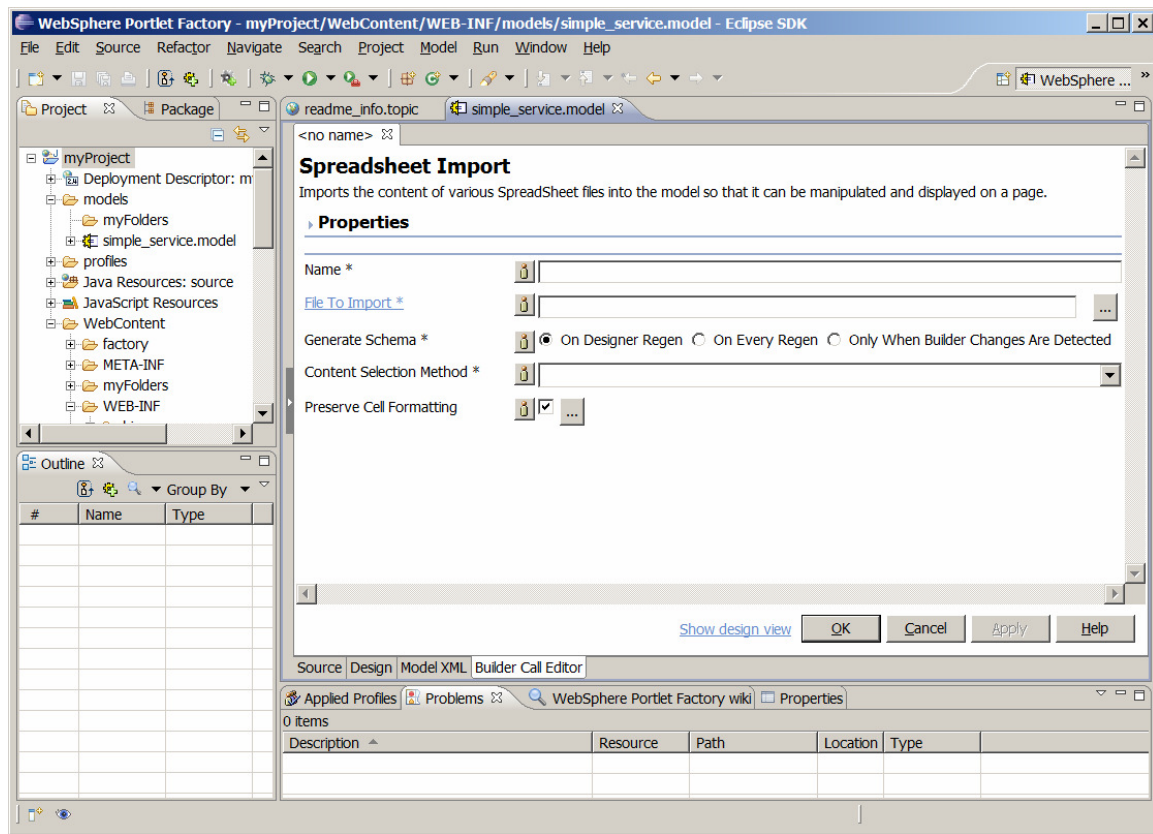 WebSphere Portlet Factory - myProject/WebContent/WEB-INF/models/simple_service.model - Eclipse SDK
File Edit Source Refactor Navigate Search Project Model Run Window Help
WebSphere ... »
Project Package
readme_info.topic simple_service.model
<no name>
myProject
Deployment Descriptor: m
models
myFolders
simple_service.model
profiles
Java Resources: source
JavaScript Resources
WebContent
factory
META-INF
myFolders
WEB-INF
Spreadsheet Import
Imports the content of various SpreadSheet files into the model so that it can be manipulated and displayed on a page.
Properties
Name *
File To Import *
...
Generate Schema * On Designer Regen On Every Regen Only When Builder Changes Are Detected
Content Selection Method *
Preserve Cell Formatting ...
Show design view OK Cancel Apply Help
Source Design Model XML Builder Call Editor
Outline
Group By
# Name Type
Applied Profiles Problems WebSphere Portlet Factory wiki Properties
0 items
Description Resource Path Location Type